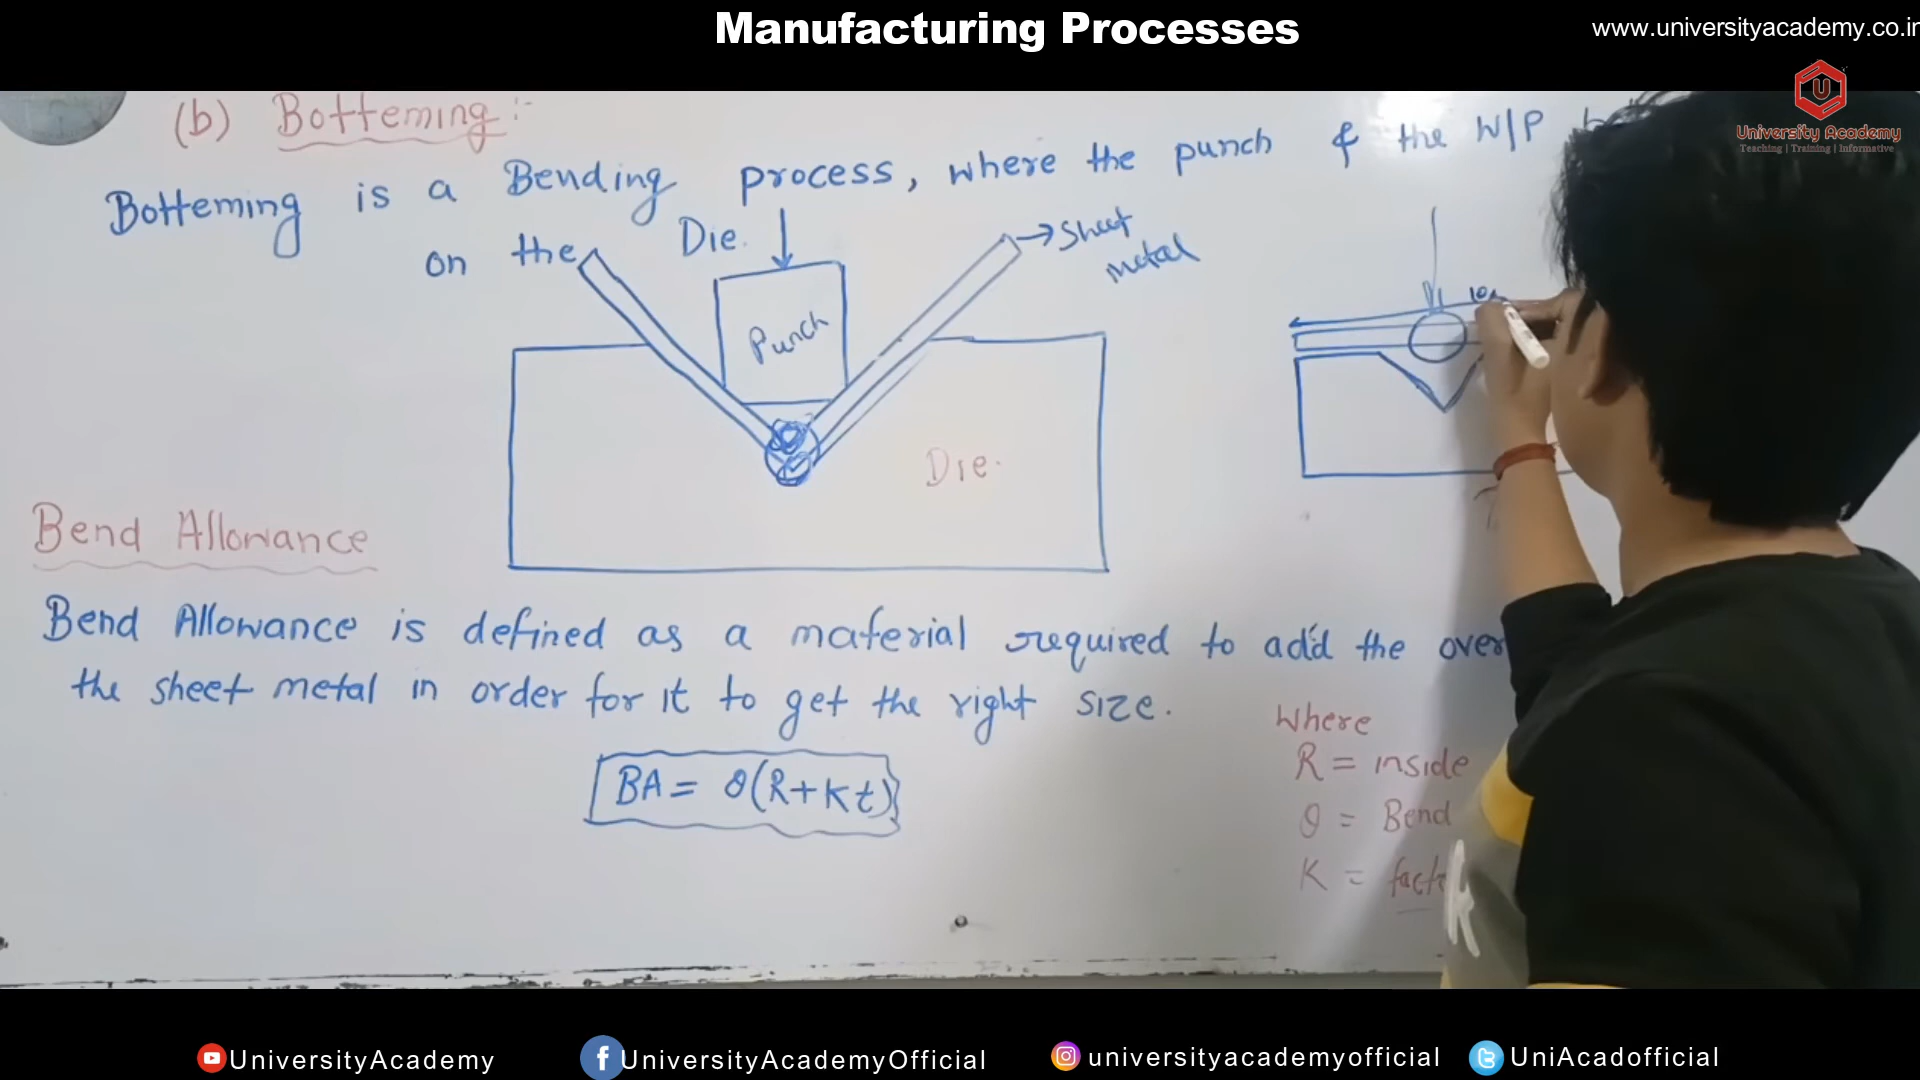 Manufacturing Processes
www.universityacademy.co.in
University Academy
Teaching | Training | Informative
(b) Botteming :-
Botteming is a Bending process, where the punch & the W/P
on the Die.
Sheet
metal
Punch
Die.
Bend Allowance
Bend Allowance is defined as a material required to add the over
the sheet metal in order for it to get the right size.
BA = θ(R+Kt)
Where
R = inside
θ = Bend
K = fact
UniversityAcademy
UniversityAcademyOfficial
universityacademyofficial
UniAcadofficial